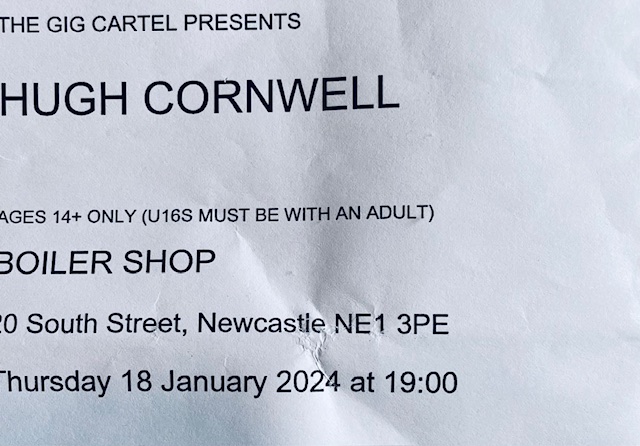 THE GIG CARTEL PRESENTS
HUGH CORNWELL
AGES 14+ ONLY (U16S MUST BE WITH AN ADULT)
BOILER SHOP
20 South Street, Newcastle NE1 3PE
Thursday 18 January 2024 at 19:00